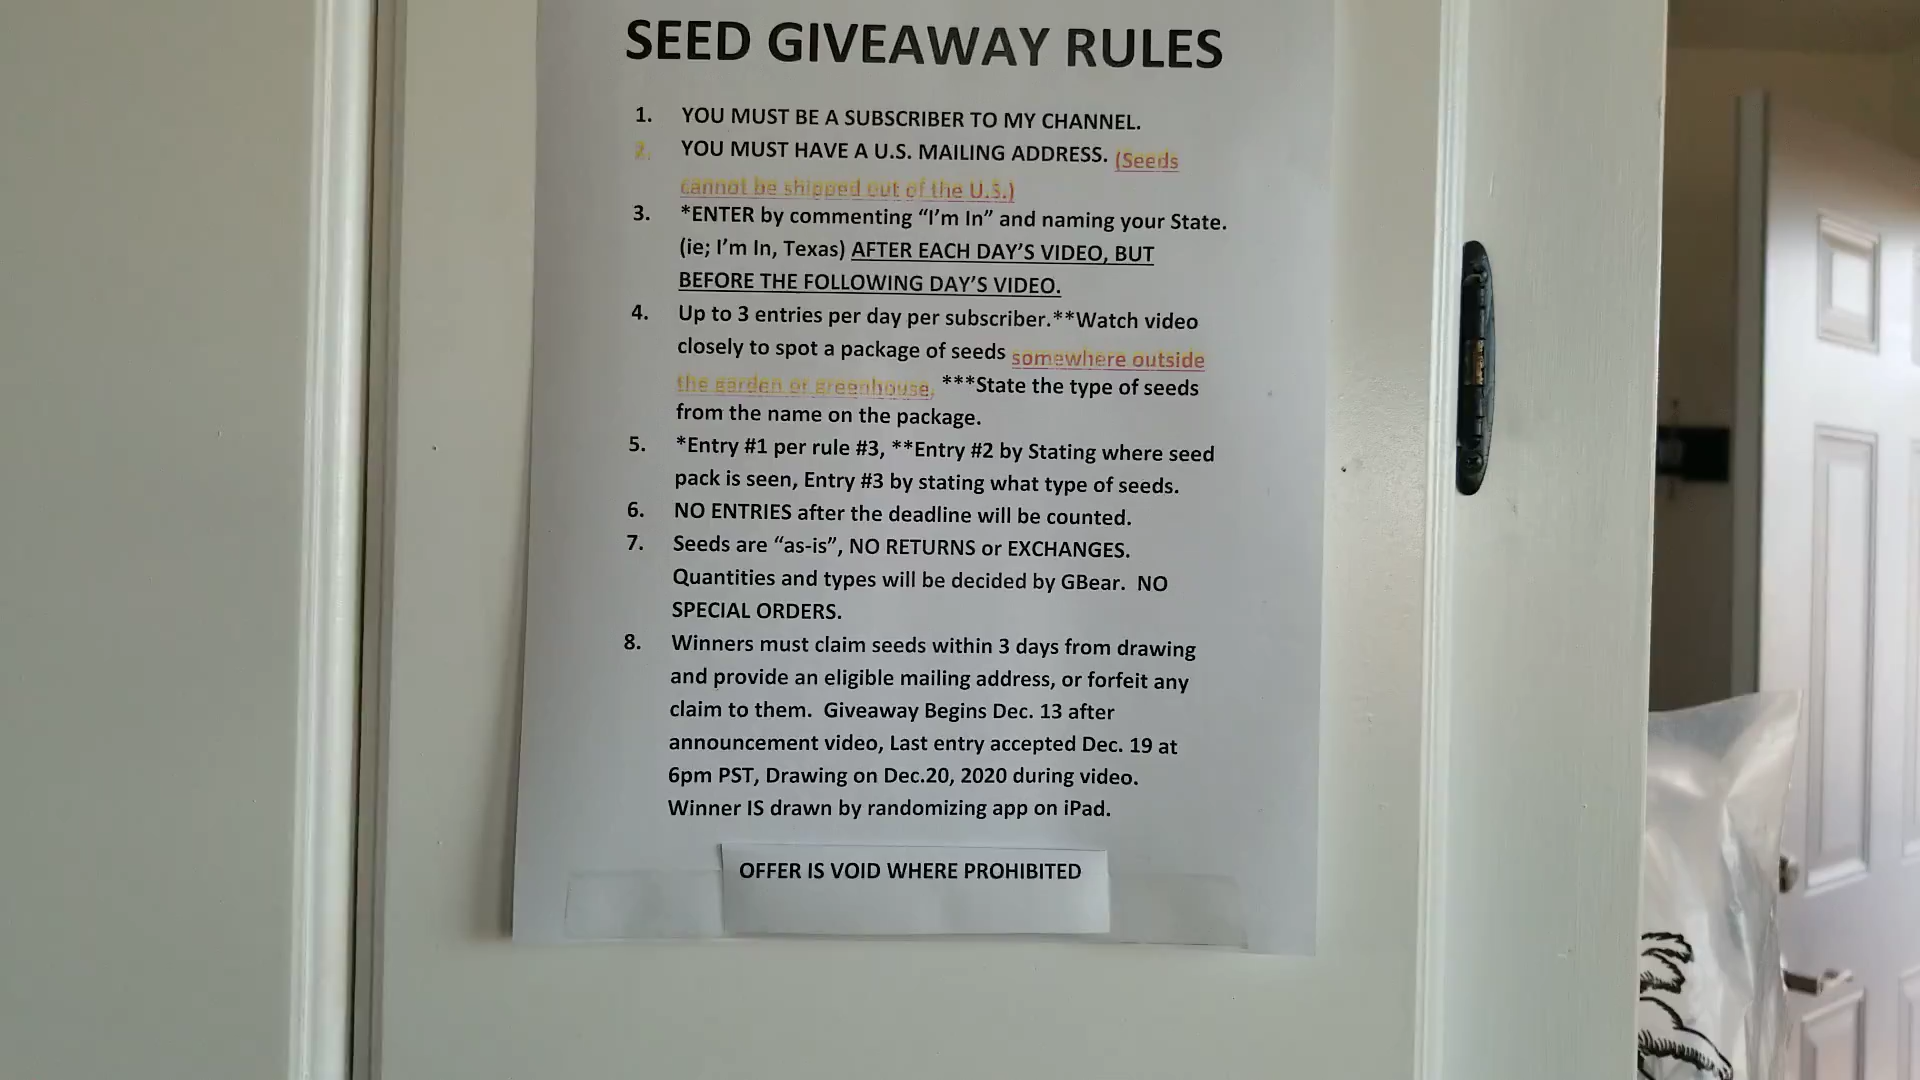 SEED GIVEAWAY RULES
1. YOU MUST BE A SUBSCRIBER TO MY CHANNEL.
2. YOU MUST HAVE A U.S. MAILING ADDRESS. (Seeds
cannot be shipped out of the U.S.)
3. *ENTER by commenting “I’m In” and naming your State.
(ie; I’m In, Texas) AFTER EACH DAY’S VIDEO, BUT
BEFORE THE FOLLOWING DAY’S VIDEO.
4. Up to 3 entries per day per subscriber.**Watch video
closely to spot a package of seeds somewhere outside
the garden or greenhouse, ***State the type of seeds
from the name on the package.
5. *Entry #1 per rule #3, **Entry #2 by Stating where seed
pack is seen, Entry #3 by stating what type of seeds.
6. NO ENTRIES after the deadline will be counted.
7. Seeds are “as-is”, NO RETURNS or EXCHANGES.
Quantities and types will be decided by GBear. NO
SPECIAL ORDERS.
8. Winners must claim seeds within 3 days from drawing
and provide an eligible mailing address, or forfeit any
claim to them. Giveaway Begins Dec. 13 after
announcement video, Last entry accepted Dec. 19 at
6pm PST, Drawing on Dec.20, 2020 during video.
Winner IS drawn by randomizing app on iPad.
OFFER IS VOID WHERE PROHIBITED